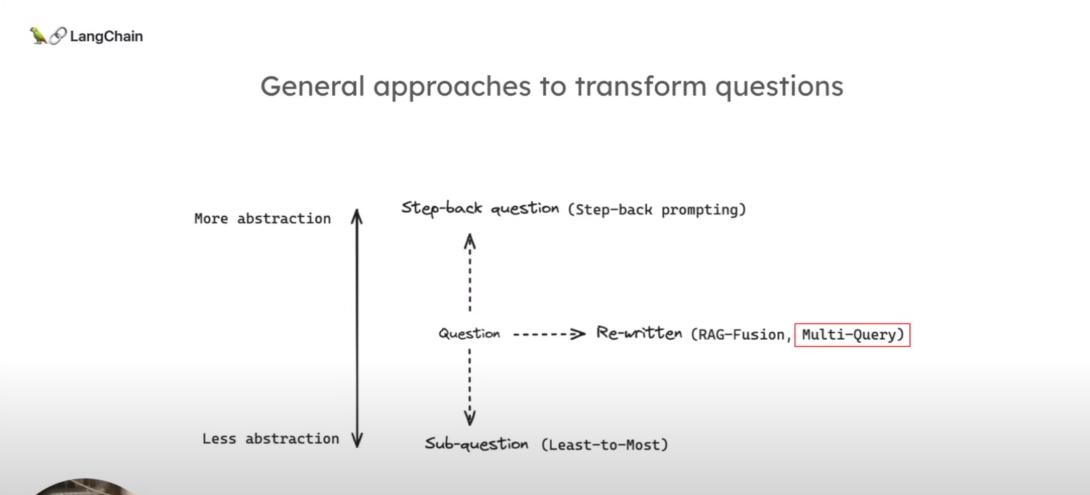 LangChain
General approaches to transform questions
More abstraction
Step-back question (Step-back prompting)
Question
Re-written (RAG-Fusion, Multi-Query)
Less abstraction
Sub-question (Least-to-Most)